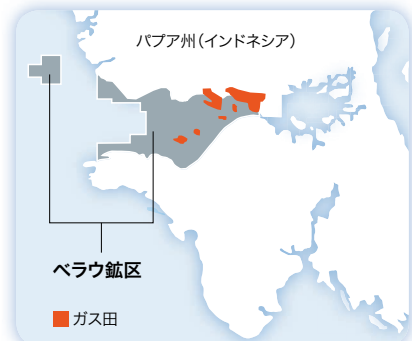 パプア州（インドネシア）
ベラウ鉱区
ガス田